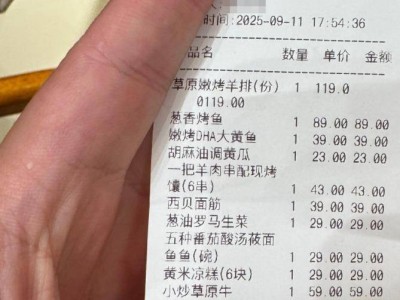 人:
时间:2025-09-11 17:54:36
品名 数量 单价 金额
草原嫩烤羊排(份) 1 119.0
0119.00
葱香烤鱼 1 89.00 89.00
嫩烤DHA大黄鱼 1 39.00 39.00
胡麻油调黄瓜 1 23.00 23.00
一把羊肉串配现烤
馕(6串) 1 43.00 43.00
西贝面筋 1 39.00 39.00
葱油罗马生菜 1 29.00 29.00
五种番茄酸汤莜面
鱼鱼(碗) 1 29.00 29.00
黄米凉糕(6块) 1 29.00 29.00
小炒草原牛 1 59.00 59.00